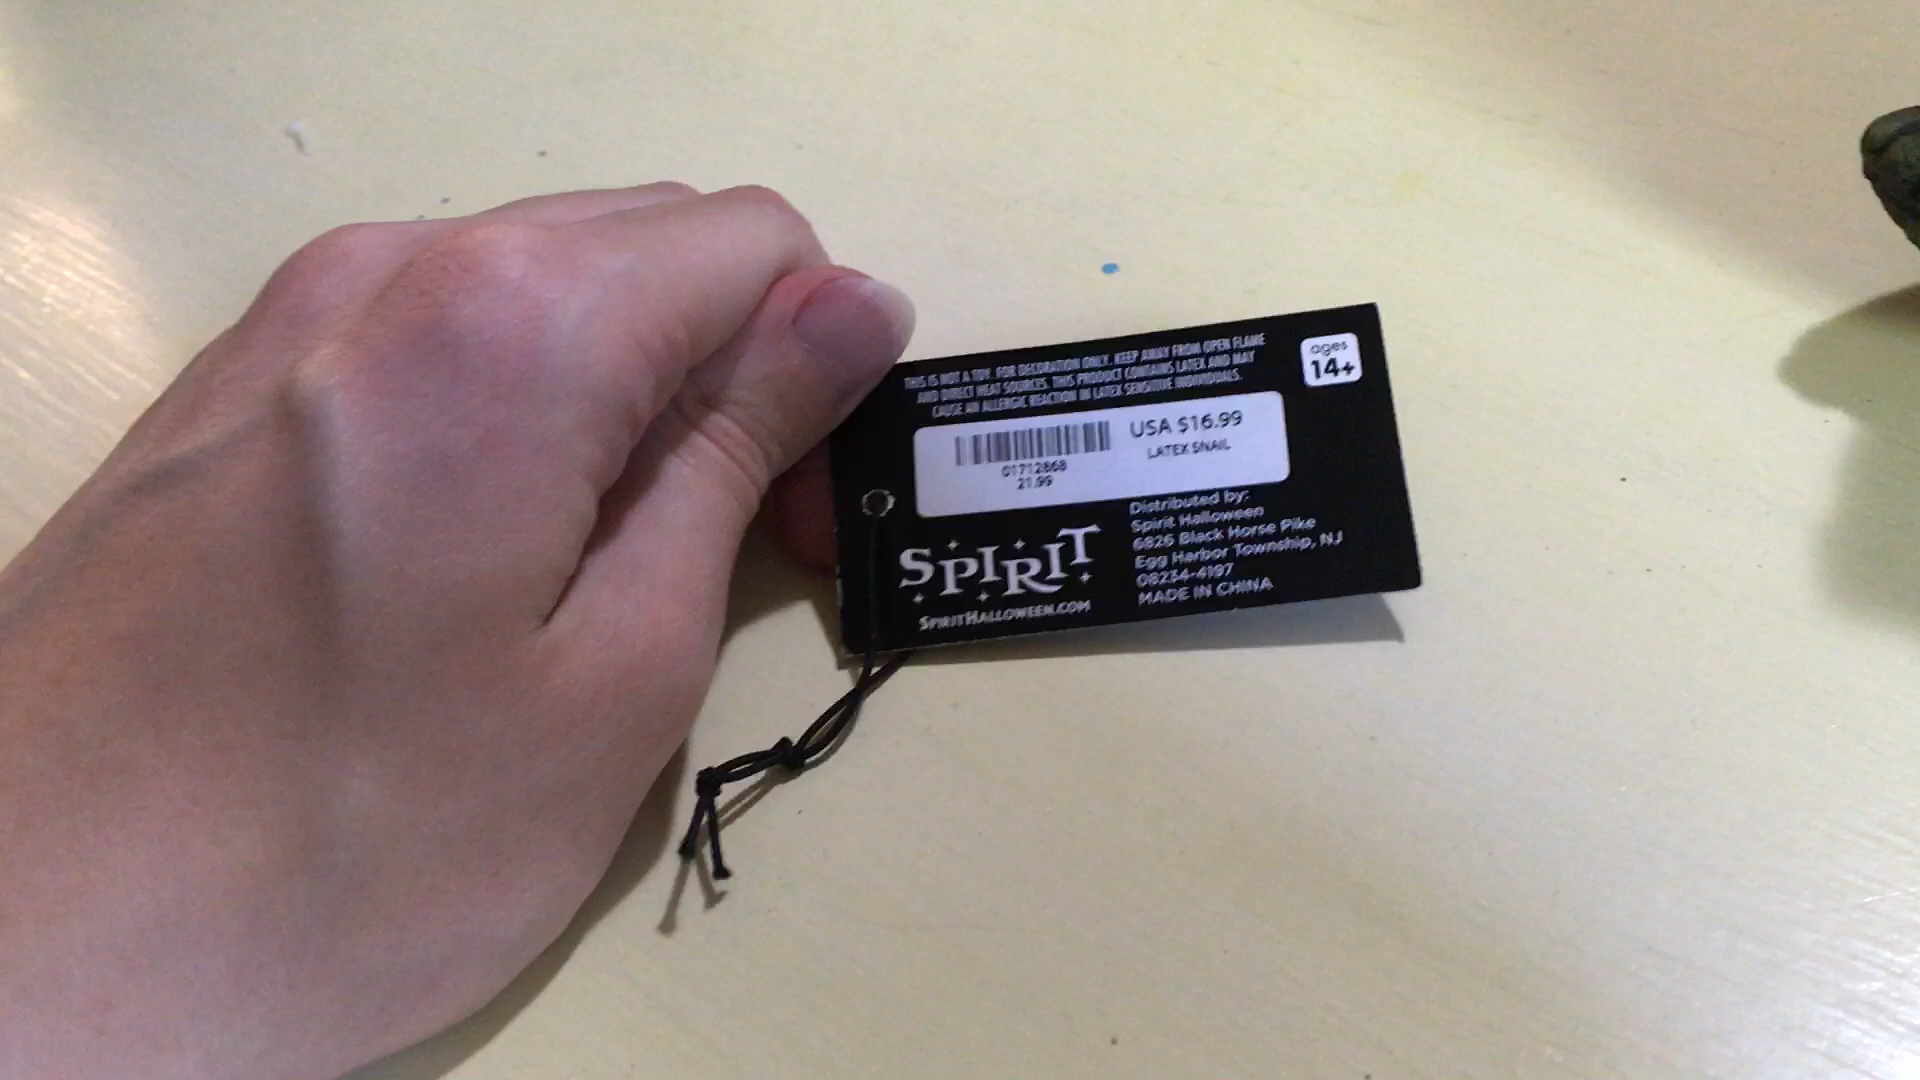 THIS IS NOT A TOY. FOR DECORATION ONLY. KEEP AWAY FROM OPEN FLAME
AND DIRECT HEAT SOURCES. THIS PRODUCT CONTAINS LATEX AND MAY
CAUSE AN ALLERGIC REACTION IN LATEX SENSITIVE INDIVIDUALS.
ages
14+
USA $16.99
LATEX SNAIL
01712868
21.99
SPIRIT
SPIRITHALLOWEEN.COM
Distributed by:
Spirit Halloween
6826 Black Horse Pike
Egg Harbor Township, NJ
08234-4197
MADE IN CHINA